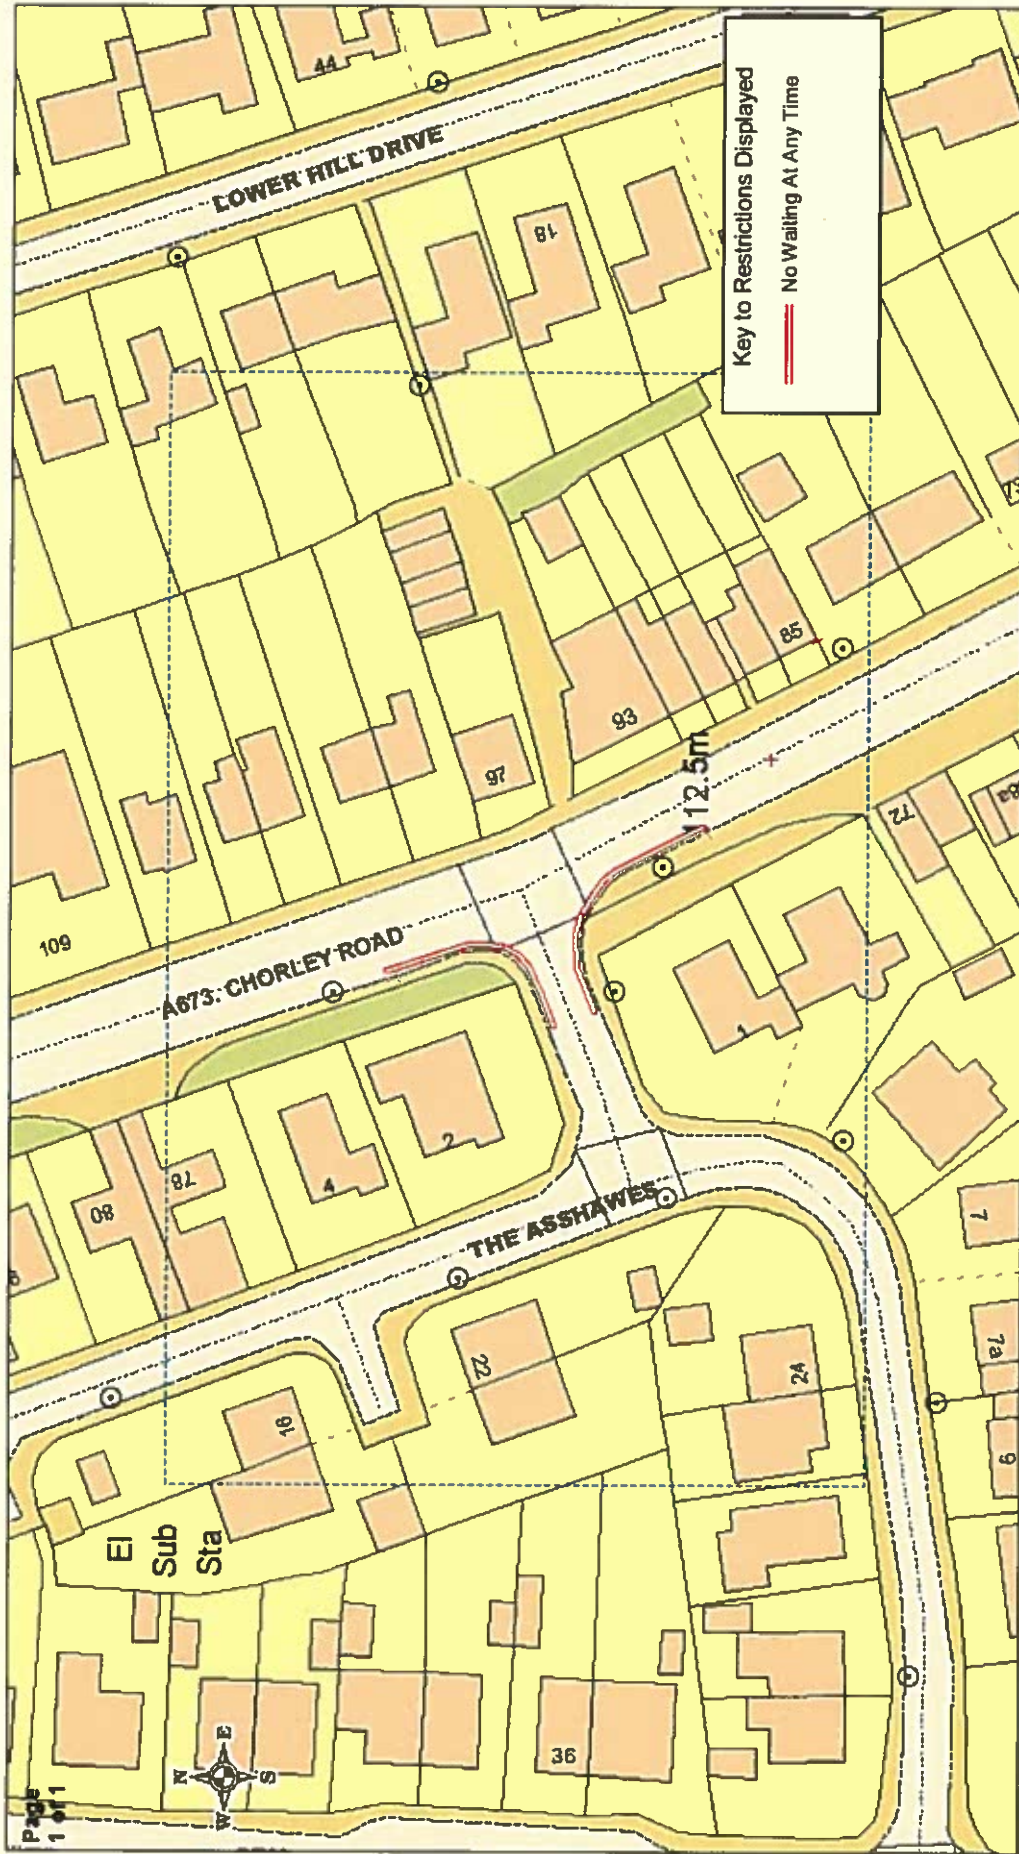 Page
1 of 1
N
E
S
W
El
Sub
Sta
109
A673. CHORLEY ROAD
LOWER HILL DRIVE
THE ASSHAWES
44
18
97
93
85
112.5m
72
80
78
4
2
1
22
16
24
36
7
7a
9
Key to Restrictions Displayed
No Waiting At Any Time